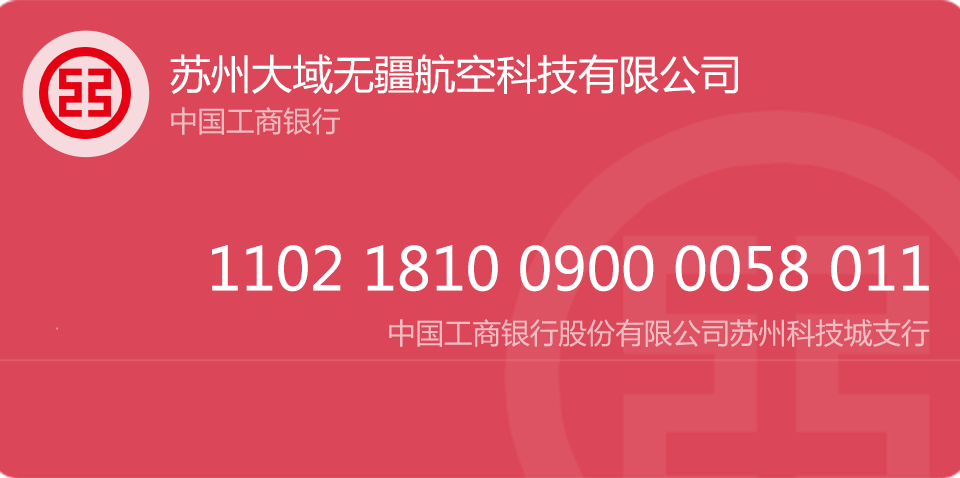 苏州大域无疆航空科技有限公司
中国工商银行
1102 1810 0900 0058 011
中国工商银行股份有限公司苏州科技城支行